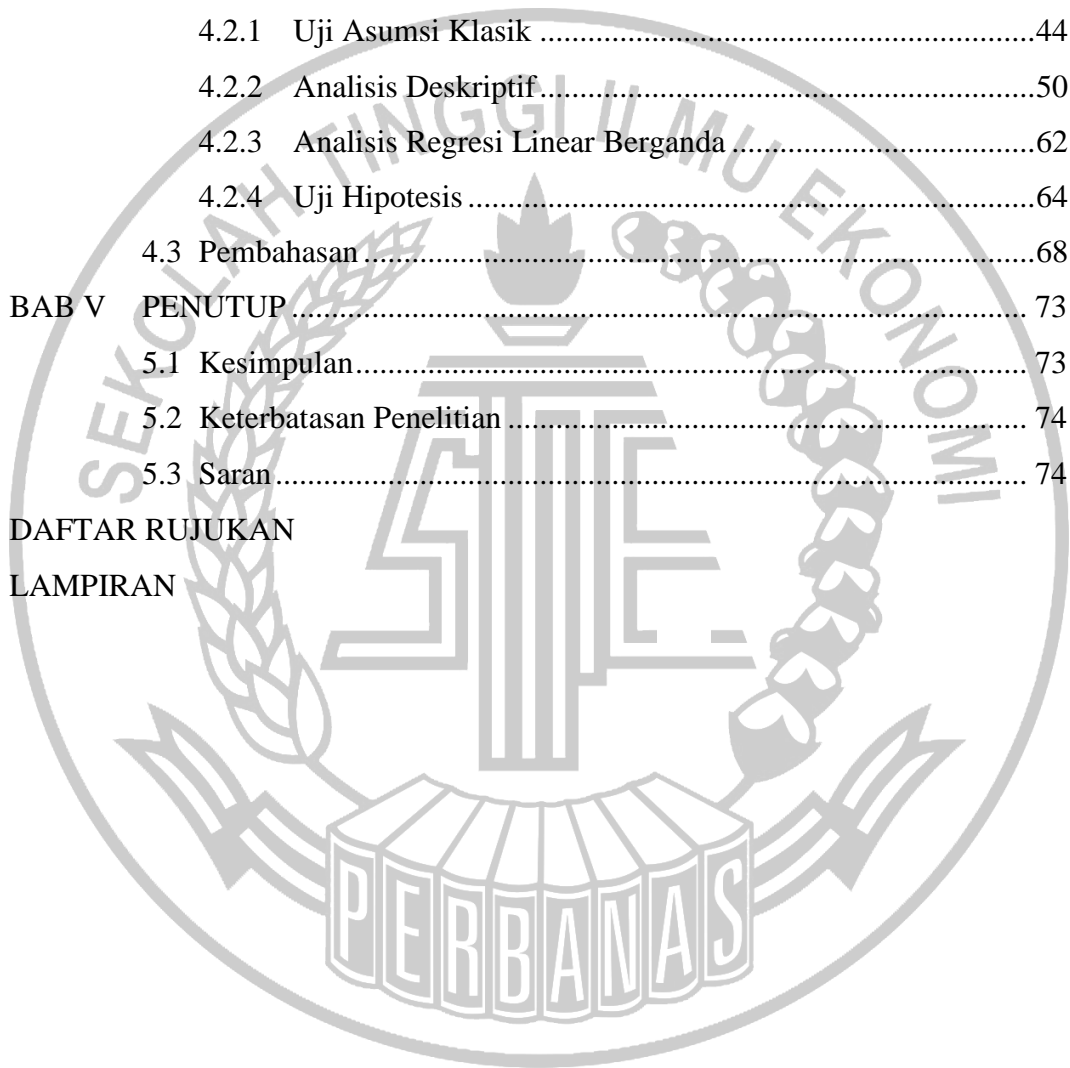 4.2.1 Uji Asumsi Klasik ..........................................................44
4.2.2 Analisis Deskriptif..........................................................50
4.2.3 Analisis Regresi Linear Berganda ......................................62
4.2.4 Uji Hipotesis ..................................................................64
4.3 Pembahasan ..............................................................................68
BAB V PENUTUP ....................................................................................... 73
5.1 Kesimpulan............................................................................... 73
5.2 Keterbatasan Penelitian ............................................................. 74
5.3 Saran ........................................................................................ 74
DAFTAR RUJUKAN
LAMPIRAN
SEKOLAH TINGGI ILMU EKONOMI
STIE
PERBANAS